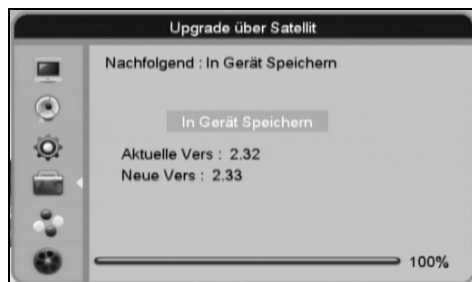 Upgrade über Satellit
Nachfolgend : In Gerät Speichern
In Gerät Speichern
Aktuelle Vers : 2.32
Neue Vers : 2.33
100%